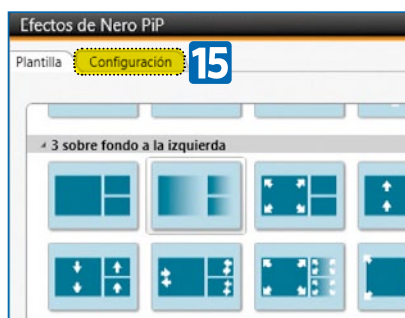 Efectos de Nero PiP
Plantilla Configuración 15
3 sobre fondo a la izquierda